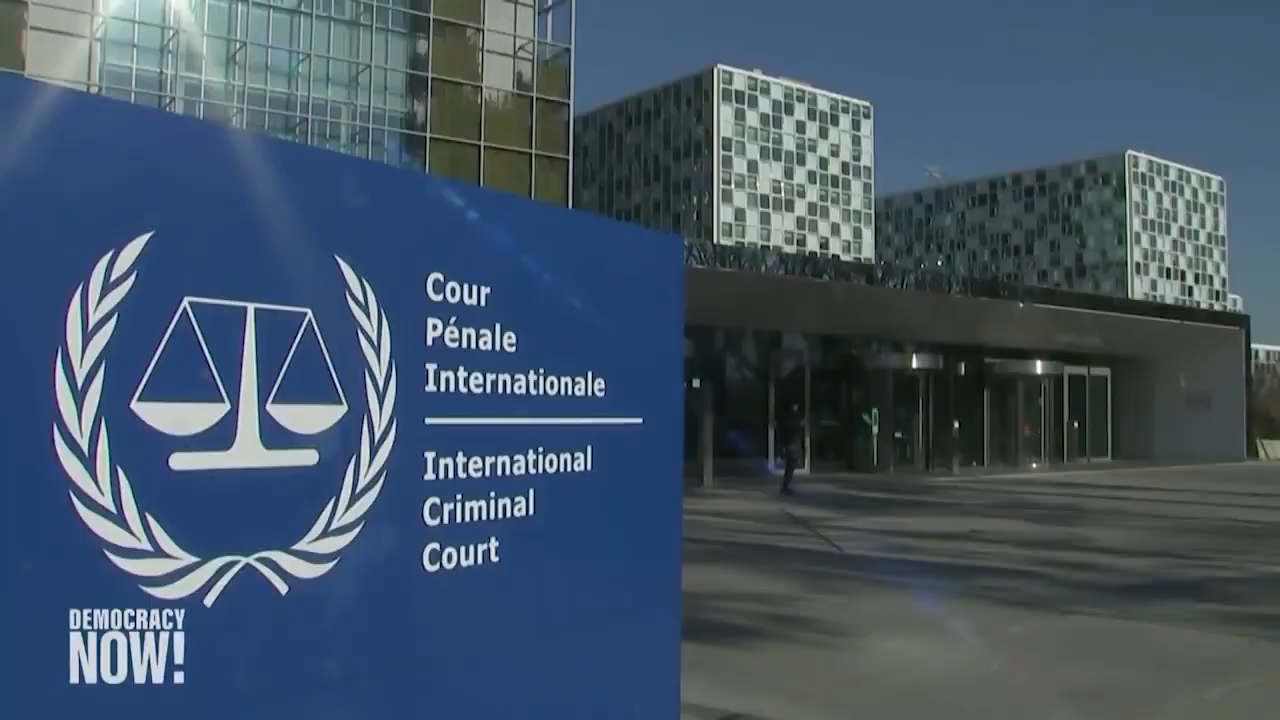 Cour
Pénale
Internationale
International
Criminal
Court
DEMOCRACY
NOW!